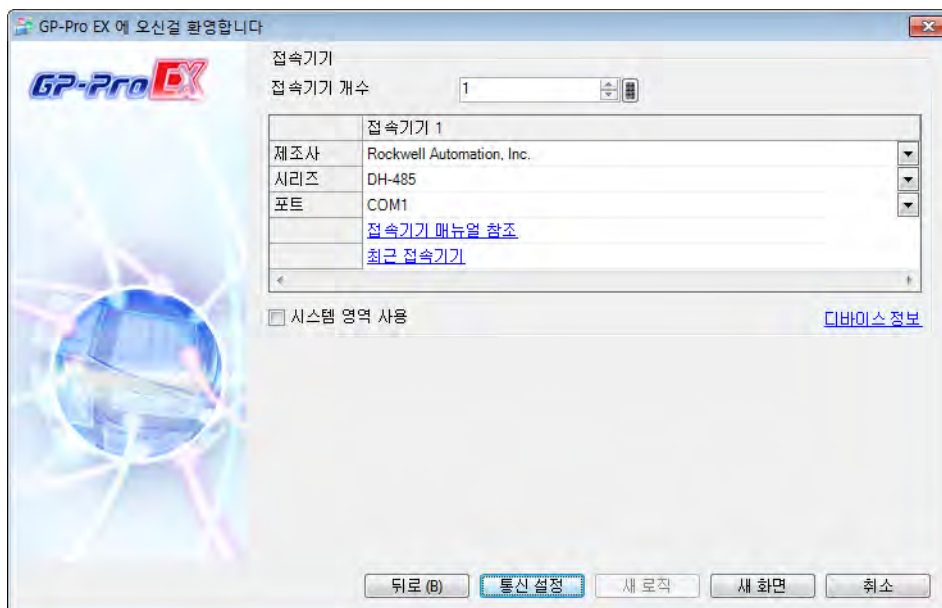 GP-Pro EX 에 오신걸 환영합니다
GP-Pro EX
접속기기
접속기기 개수 1
접속기기 1
제조사 Rockwell Automation, Inc.
시리즈 DH-485
포트 COM1
접속기기 매뉴얼 참조
최근 접속기기
시스템 영역 사용 디바이스 정보
뒤로 (B) 통신 설정 새 로직 새 화면 취소